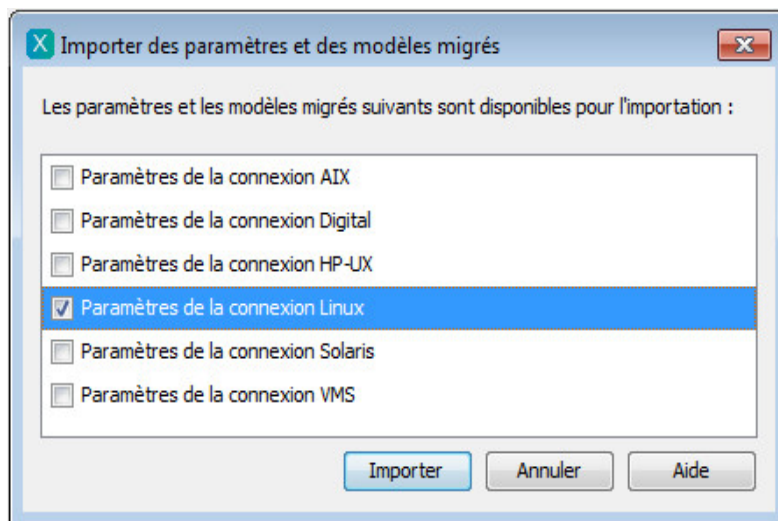 X Importer des paramètres et des modèles migrés
Les paramètres et les modèles migrés suivants sont disponibles pour l'importation :
Paramètres de la connexion AIX
Paramètres de la connexion Digital
Paramètres de la connexion HP-UX
Paramètres de la connexion Linux
Paramètres de la connexion Solaris
Paramètres de la connexion VMS
Importer Annuler Aide